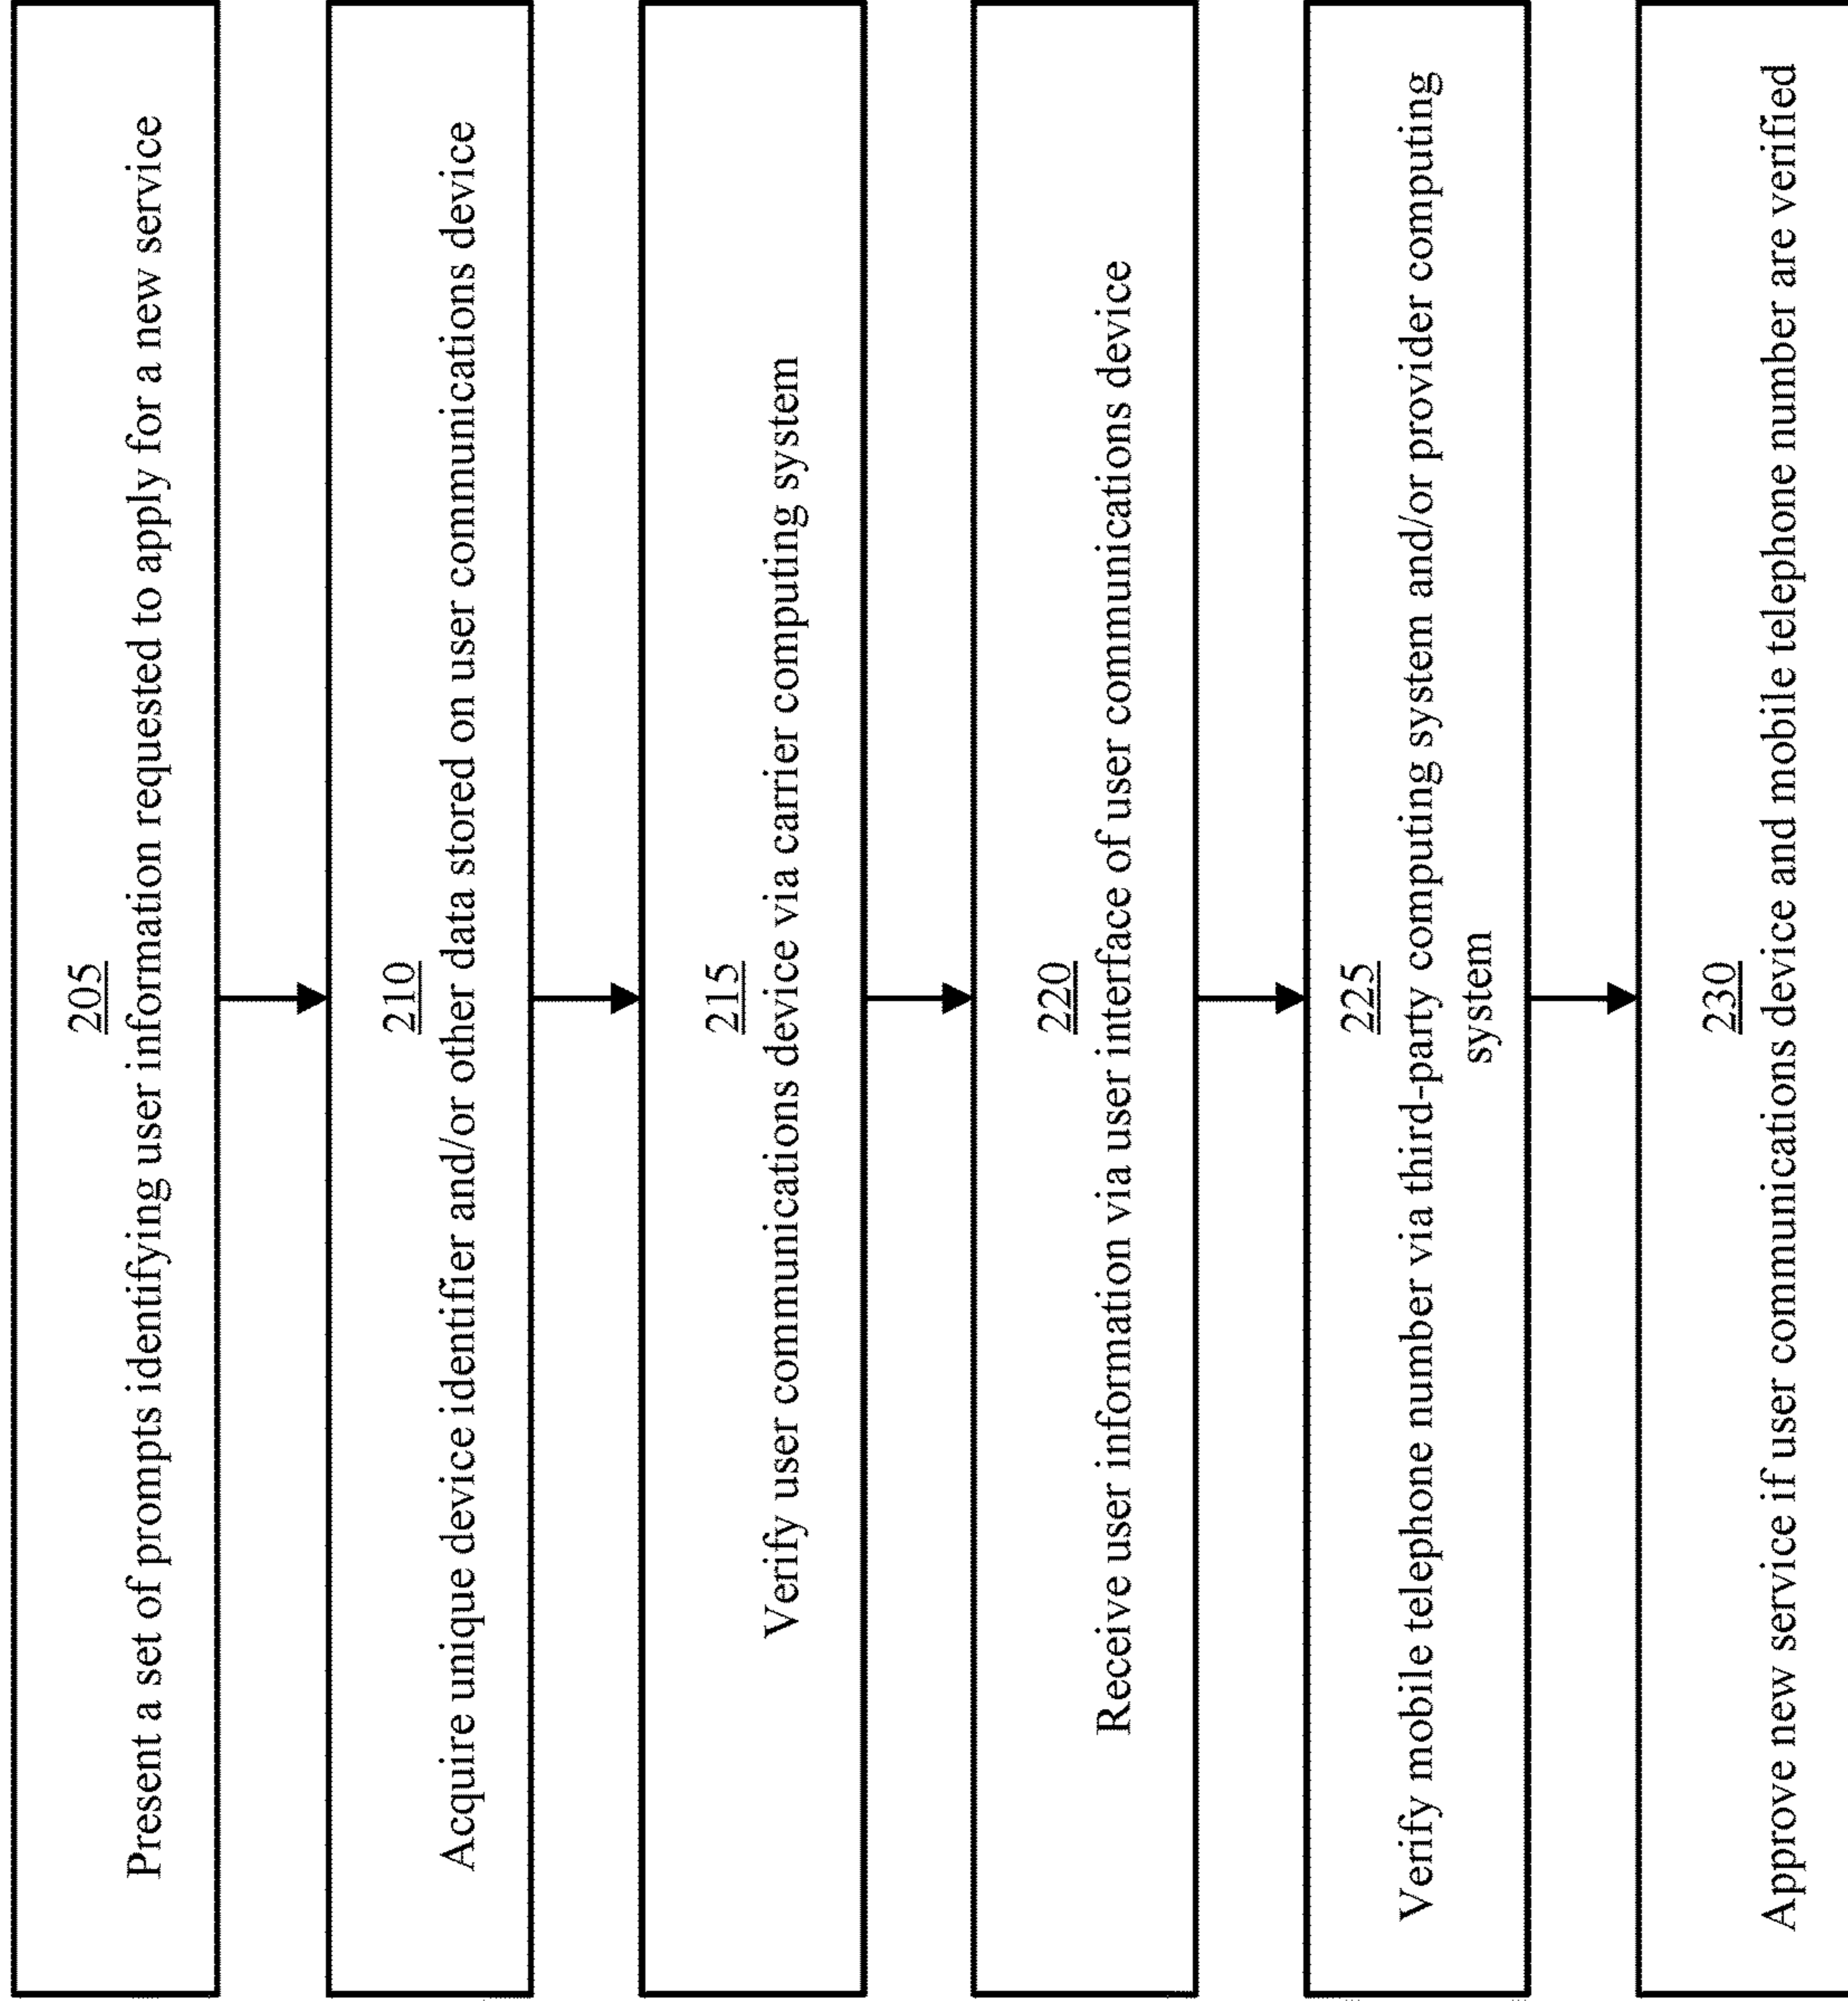 205
Present a set of prompts identifying user information requested to apply for a new service
210
Acquire unique device identifier and/or other data stored on user communications device
215
Verify user communications device via carrier computing system
220
Receive user information via user interface of user communications device
225
Verify mobile telephone number via third-party computing system and/or provider computing
system
230
Approve new service if user communications device and mobile telephone number are verified